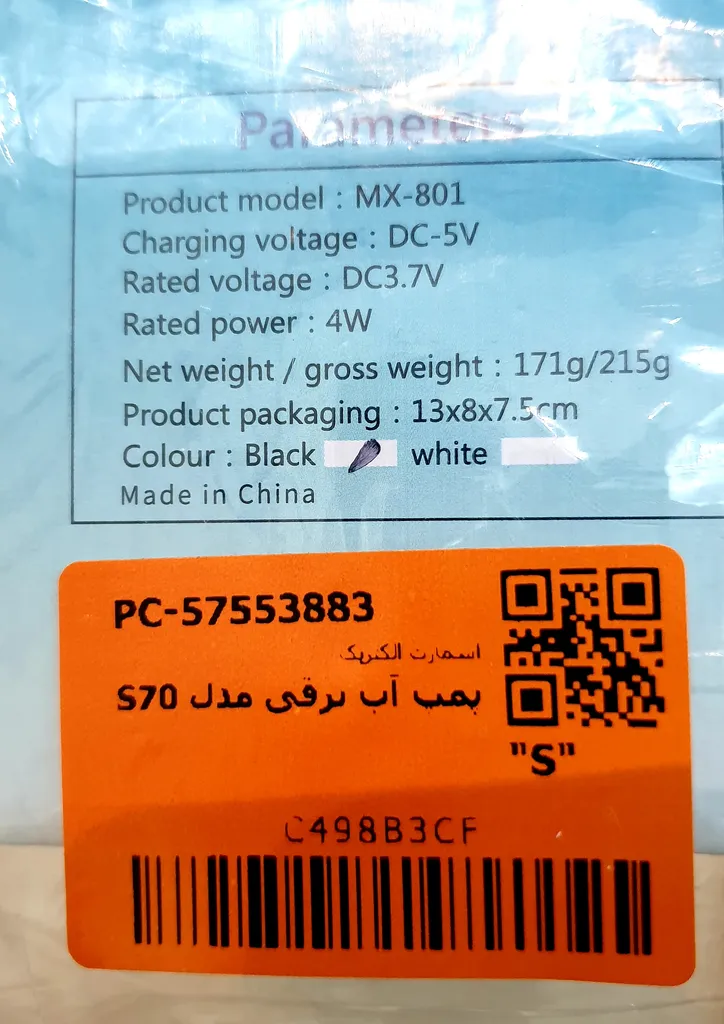 Parameters
Product model : MX-801
Charging voltage : DC-5V
Rated voltage : DC3.7V
Rated power : 4W
Net weight / gross weight : 171g/215g
Product packaging : 13x8x7.5cm
Colour : Black white
Made in China
PC-57553883
اسمارت الکتریک
پمپ آب برقی مدل S70
"S"
C498B3CF